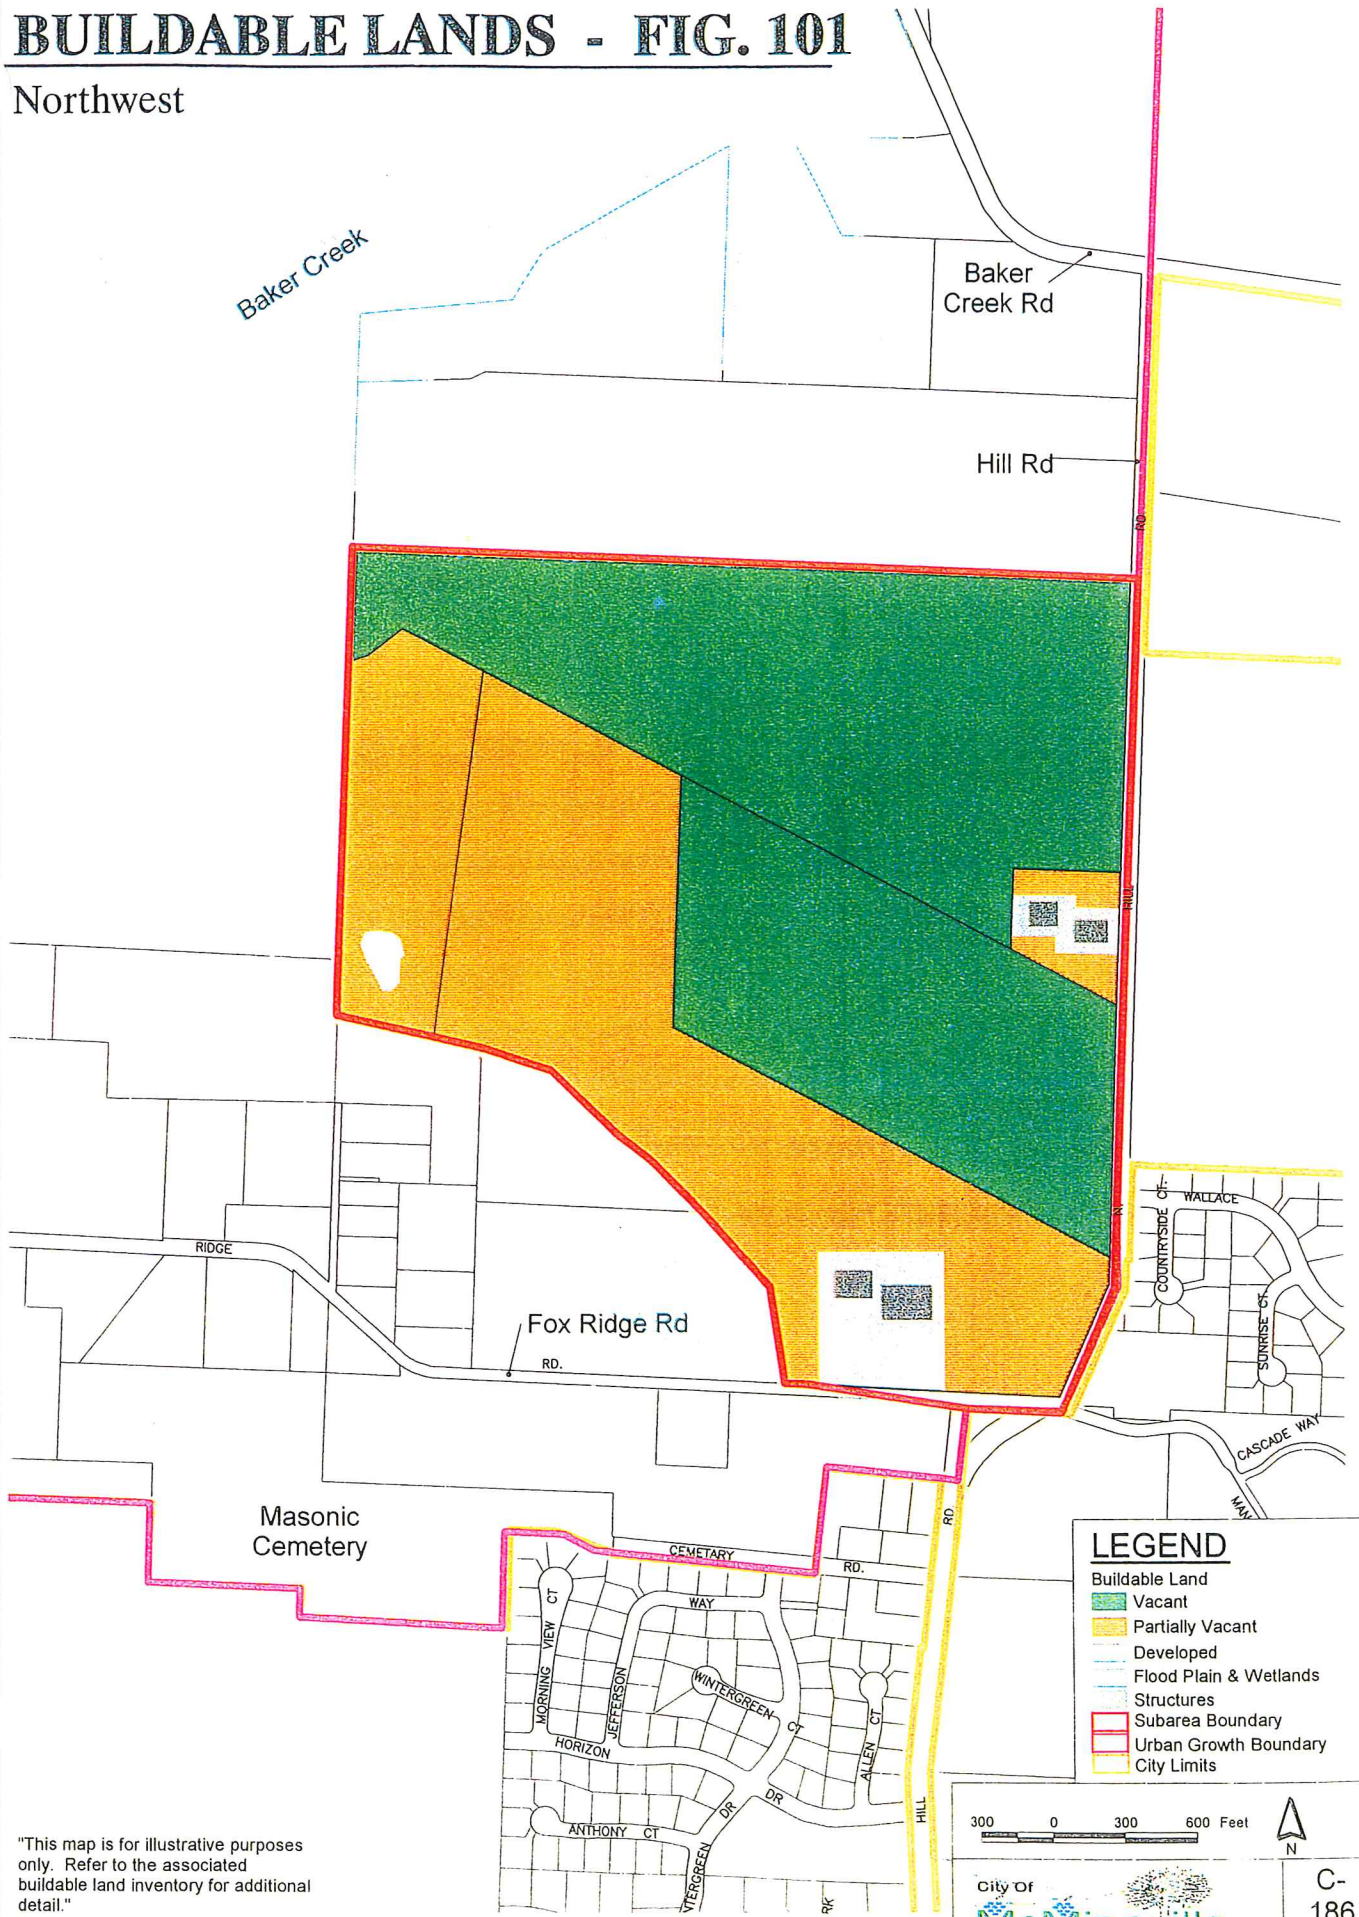 BUILDABLE LANDS - FIG. 101
Northwest
Baker Creek
Baker
Creek Rd
Hill Rd
RD.
HILL
N
COUNTRYSIDE CT.
WALLACE
SUNRISE CT.
RIDGE
Fox Ridge Rd
RD.
CASCADE WAY
MAN
Masonic
Cemetery
CEMETARY
RD.
RD.
WAY
MORNING VIEW CT
JEFFERSON
WINTERGREEN
CT
ALLEN CT
HORIZON
DR
DR
ANTHONY CT
NTERGREEN
HILL
RK
LEGEND
Buildable Land
Vacant
Partially Vacant
Developed
Flood Plain & Wetlands
Structures
Subarea Boundary
Urban Growth Boundary
City Limits
300 0 300 600 Feet
N
City Of
C-
186
"This map is for illustrative purposes
only. Refer to the associated
buildable land inventory for additional
detail."